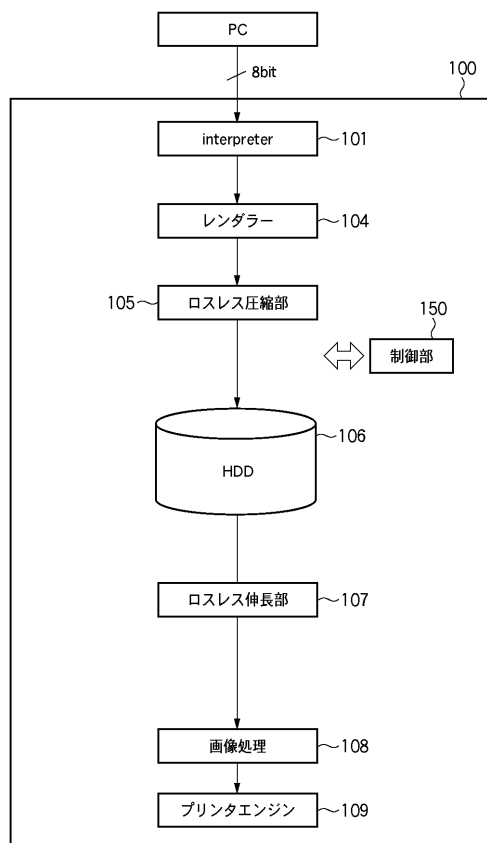 PC
8bit
100
interpreter
101
レンダラー
104
105
ロスレス圧縮部
150
制御部
106
HDD
ロスレス伸長部
107
画像処理
108
プリンタエンジン
109